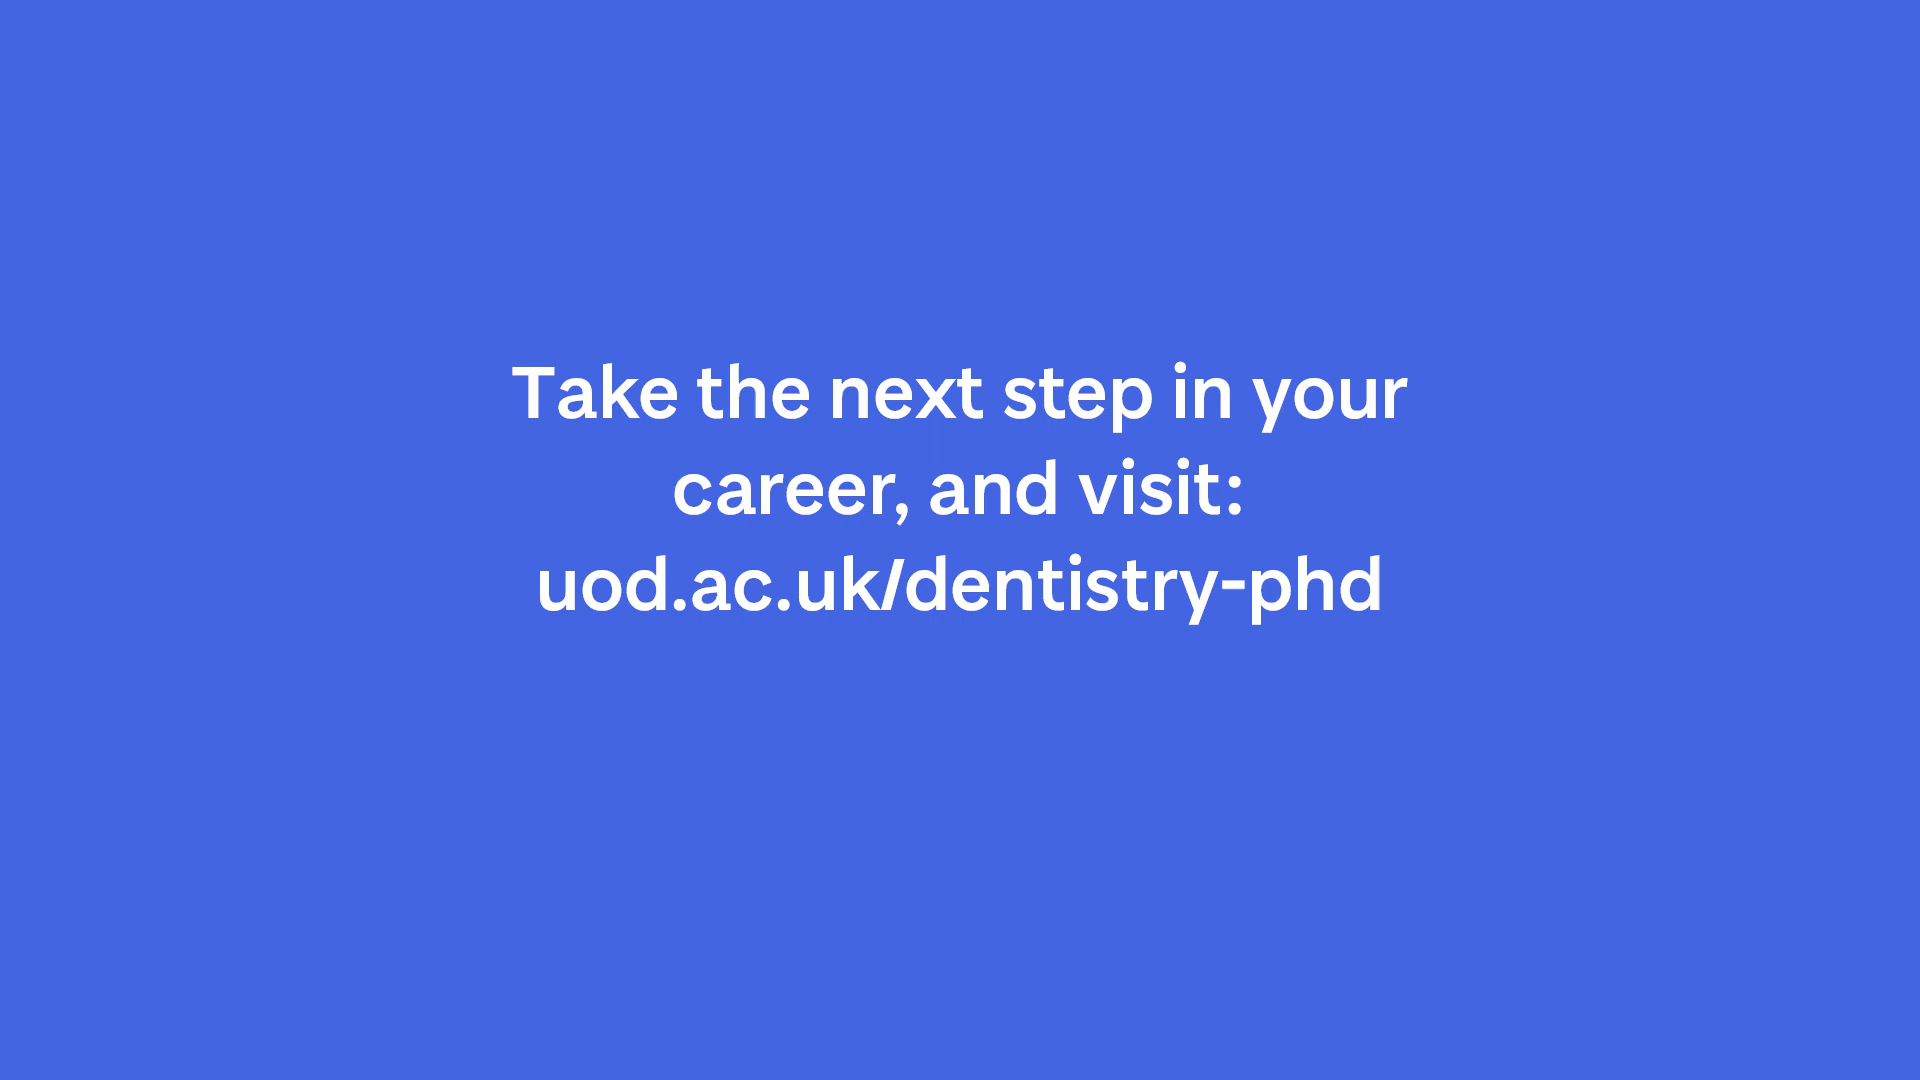 Take the next step in your
career, and visit:
uod.ac.uk/dentistry-phd